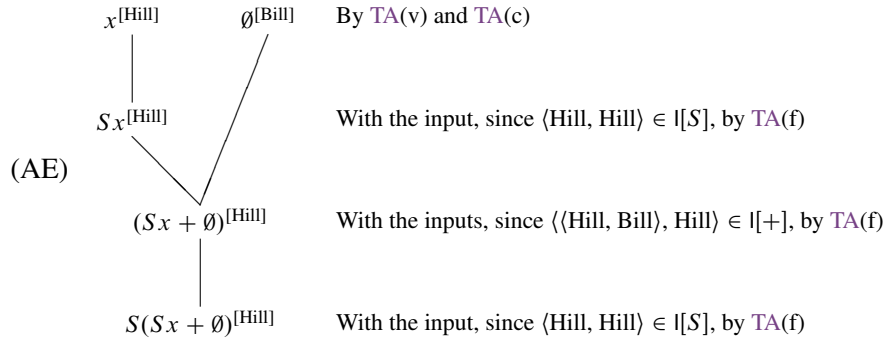 x[Hill] ∅[Bill] By TA(v) and TA(c)
Sx[Hill] With the input, since ⟨Hill, Hill⟩ ∈ I[S], by TA(f)
(AE)
(Sx + ∅)[Hill] With the inputs, since ⟨⟨Hill, Bill⟩, Hill⟩ ∈ I[+], by TA(f)
S(Sx + ∅)[Hill] With the input, since ⟨Hill, Hill⟩ ∈ I[S], by TA(f)